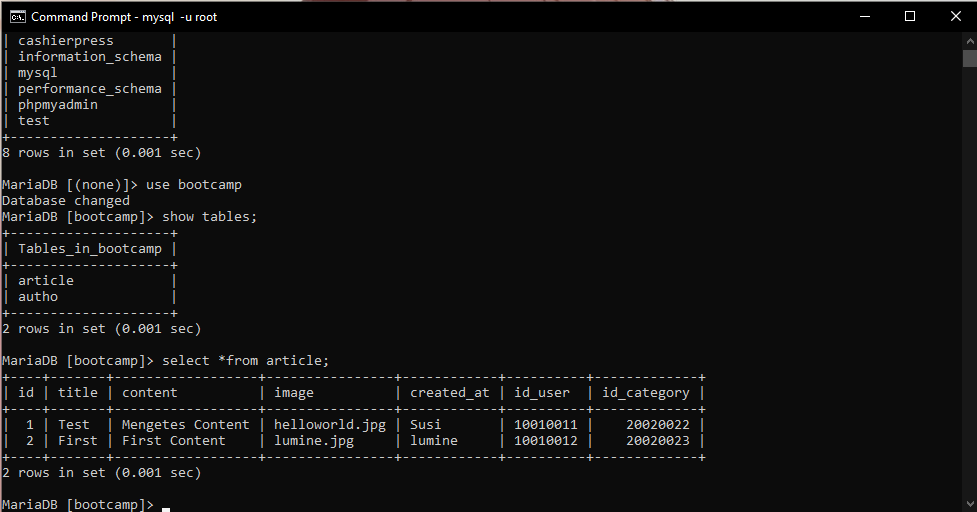 Command Prompt - mysql  -u root
| cashierpress       |
| information_schema |
| mysql              |
| performance_schema |
| phpmyadmin         |
| test               |
+--------------------+
8 rows in set (0.001 sec)
MariaDB [(none)]> use bootcamp
Database changed
MariaDB [bootcamp]> show tables;
+--------------------+
| Tables_in_bootcamp |
+--------------------+
| article            |
| autho              |
+--------------------+
2 rows in set (0.001 sec)
MariaDB [bootcamp]> select *from article;
+----+-------+------------------+----------------+------------+----------+-------------+
| id | title | content          | image          | created_at | id_user  | id_category |
+----+-------+------------------+----------------+------------+----------+-------------+
|  1 | Test  | Mengetes Content | helloworld.jpg | Susi       | 10010011 |    20020022 |
|  2 | First | First Content    | lumine.jpg     | lumine     | 10010012 |    20020023 |
+----+-------+------------------+----------------+------------+----------+-------------+
2 rows in set (0.001 sec)
MariaDB [bootcamp]>